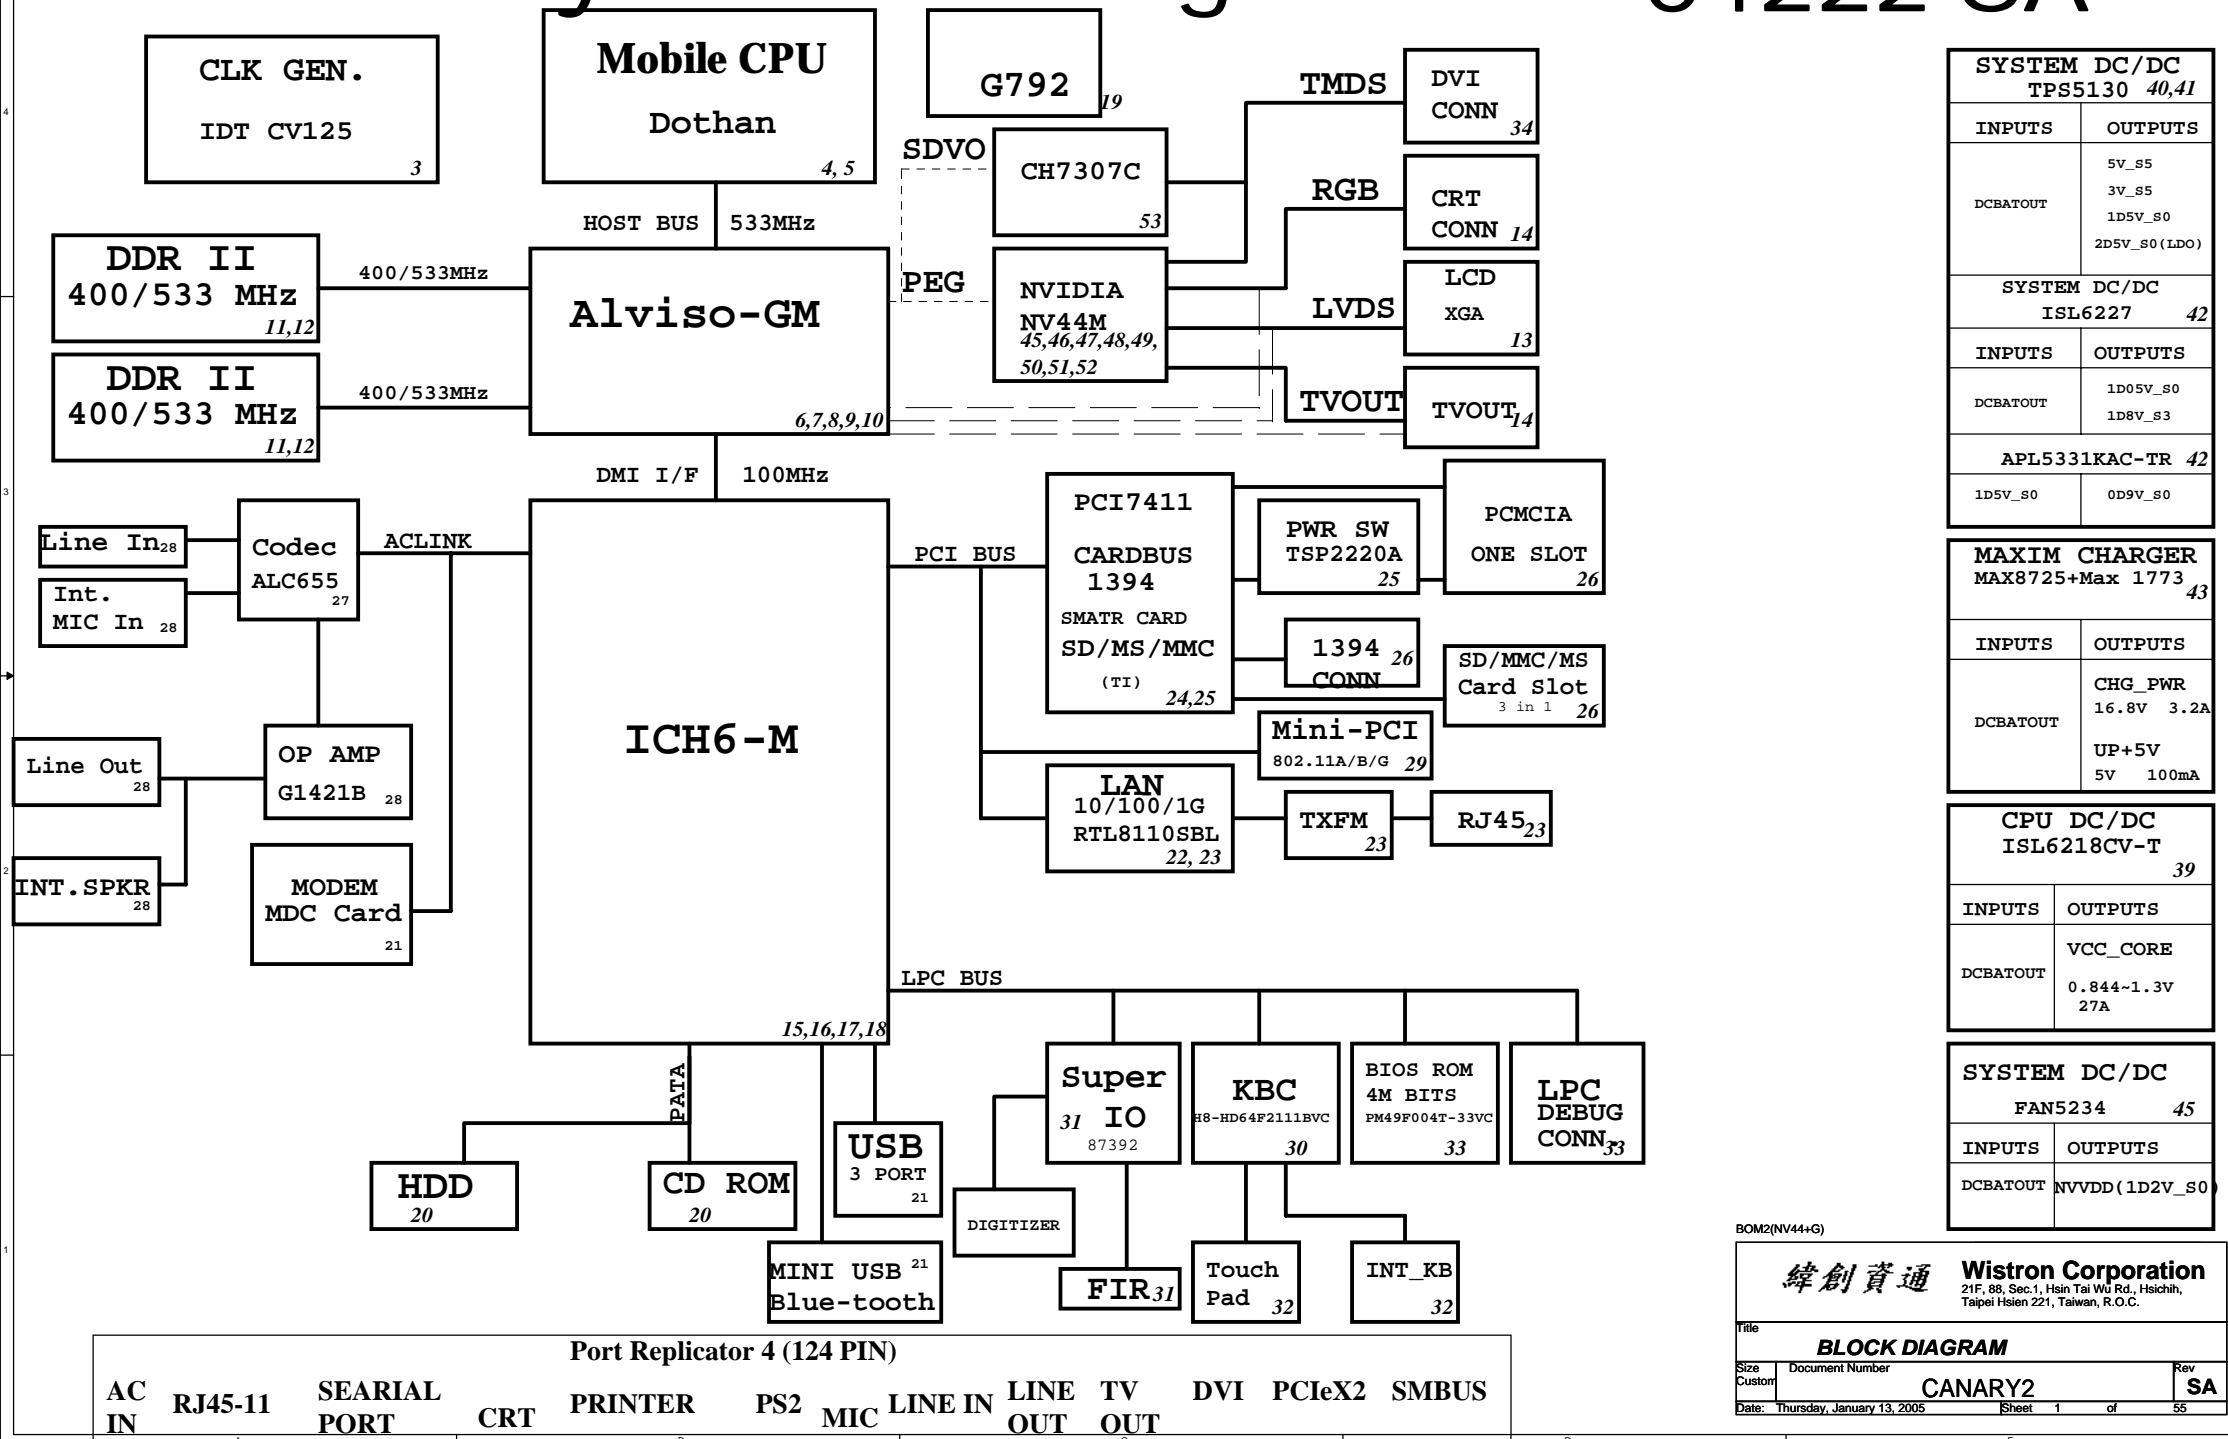 CLK GEN.
IDT CV125
3
Mobile CPU
Dothan
4, 5
G792
19
SDVO
CH7307C
53
TMDS
DVI
CONN
34
RGB
CRT
CONN 14
HOST BUS 533MHz
DDR II
400/533 MHz
11,12
400/533MHz
DDR II
400/533 MHz
11,12
400/533MHz
Alviso-GM
6,7,8,9,10
PEG
NVIDIA
NV44M
45,46,47,48,49,
50,51,52
LVDS
LCD
XGA
13
TVOUT
TVOUT
14
DMI I/F 100MHz
Line In 28
Int.
MIC In 28
Codec
ALC655
27
ACLINK
OP AMP
G1421B 28
Line Out
28
INT.SPKR
28
MODEM
MDC Card
21
ICH6-M
15,16,17,18
PCI BUS
PCI7411
CARDBUS
1394
SMATR CARD
SD/MS/MMC
(TI)
24,25
PWR SW
TSP2220A
25
PCMCIA
ONE SLOT
26
1394 26
CONN
SD/MMC/MS
Card Slot
3 in 1 26
Mini-PCI
802.11A/B/G 29
LAN
10/100/1G
RTL8110SBL
22, 23
TXFM
23
RJ45 23
LPC BUS
Super
31 IO
87392
KBC
H8-HD64F2111BVC
30
BIOS ROM
4M BITS
PM49F004T-33VC
33
LPC
DEBUG
CONN.
33
PATA
HDD
20
CD ROM
20
USB
3 PORT
21
MINI USB 21
Blue-tooth
DIGITIZER
FIR 31
Touch
Pad 32
INT_KB
32
Port Replicator 4 (124 PIN)
AC
IN
RJ45-11
SEARIAL
PORT
CRT
PRINTER
PS2
MIC
LINE IN
LINE
OUT
TV
OUT
DVI
PCIeX2
SMBUS
SYSTEM DC/DC
TPS5130 40,41
INPUTS OUTPUTS
DCBATOUT
5V_S5
3V_S5
1D5V_S0
2D5V_S0(LDO)
SYSTEM DC/DC
ISL6227 42
INPUTS OUTPUTS
DCBATOUT
1D05V_S0
1D8V_S3
APL5331KAC-TR 42
1D5V_S0 0D9V_S0
MAXIM CHARGER
MAX8725+Max 1773
43
INPUTS OUTPUTS
DCBATOUT
CHG_PWR
16.8V 3.2A
UP+5V
5V 100mA
CPU DC/DC
ISL6218CV-T
39
INPUTS OUTPUTS
DCBATOUT
VCC_CORE
0.844~1.3V
27A
SYSTEM DC/DC
FAN5234 45
INPUTS OUTPUTS
DCBATOUT NVVDD(1D2V_S0)
BOM2(NV44+G)
緯創資通 Wistron Corporation
21F, 88, Sec.1, Hsin Tai Wu Rd., Hsichih,
Taipei Hsien 221, Taiwan, R.O.C.
Title
BLOCK DIAGRAM
Size Document Number Rev
Custom CANARY2 SA
Date: Thursday, January 13, 2005 Sheet 1 of 55
4
3
2
1